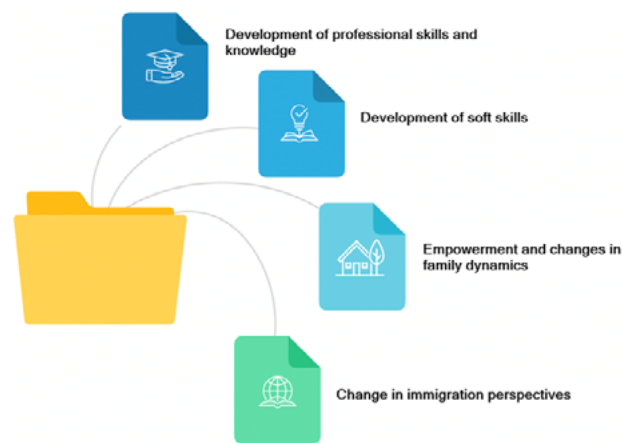 Development of professional skills and
knowledge
Development of soft skills
Empowerment and changes in
family dynamics
Change in immigration perspectives